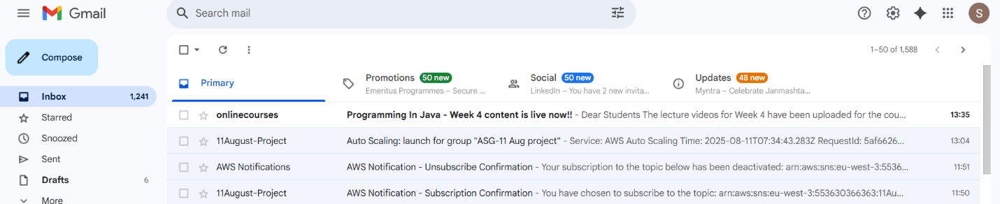 Gmail
Search mail
Compose
1–50 of 1,588
Primary
Promotions 50 new
Emeritus Programmes – Secure ...
Social 50 new
LinkedIn – You have 2 new invita...
Updates 48 new
Myntra – Celebrate Janmashta...
Inbox 1,241
Starred
Snoozed
Sent
Drafts 6
More
onlinecourses Programming In Java - Week 4 content is live now!! - Dear Students The lecture videos for Week 4 have been uploaded for the cou... 13:35
11August-Project Auto Scaling: launch for group "ASG-11 Aug project" - Service: AWS Auto Scaling Time: 2025-08-11T07:34:43.283Z RequestId: 5af6626... 13:04
AWS Notifications AWS Notification - Unsubscribe Confirmation - Your subscription to the topic below has been deactivated: arn:aws:sns:eu-west-3:5536... 11:51
11August-Project AWS Notification - Subscription Confirmation - You have chosen to subscribe to the topic: arn:aws:sns:eu-west-3:553630366363:11Au... 11:50
S